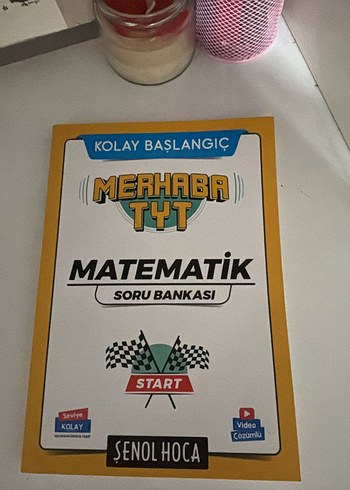 KOLAY BAŞLANGIÇ
MERHABA
TYT
MATEMATİK
SORU BANKASI
START
Seviye
KOLAY
Video
Çözümlü
ŞENOL HOCA